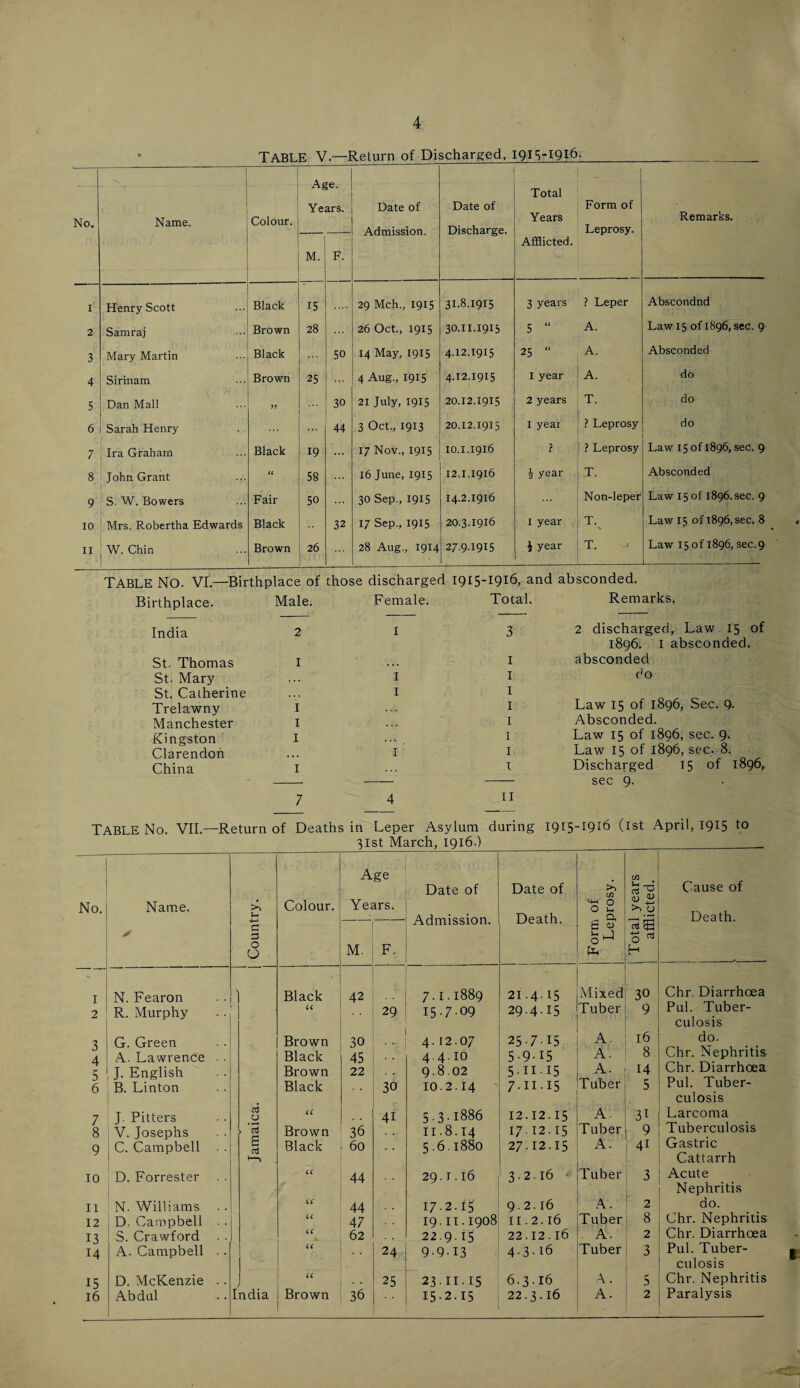 4
TABLE V.—Return of Discharged, 1915-1916.
No. Name. Colour. Age. Years. M. F. Date of Admission. Date of Discharge. Total Years Afflicted. Form of Leprosy. Remarks.
1 Henry Scott ... Black 15 ... 29 Mch., 1915 31.8.1915 3 years ? Leper Abscondnd
2 Samraj ... Brown 28 ... 26 Oct., 1915 30.11.1915 5 “ A. Law 15 of 1896, sec. 9
3 Mary Martin ... Black ... 50 14 May, 1915 4.12.1915 25 “ A. Absconded
4 Sirinam ... Brown 25 ... 4 Aug., 1915 4.12.1915 1 year A. do
5 Dan Mall ... „ ... 30 21 July, 1915 20.12.1915 2 years T. do
6 Sarah Henry . ... ... 44 3 Oct., 1913 20.12.1915 1 year ? Leprosy do
7 Ira Graham ... Black 19 ... 17 Nov., 1915 10.1.1916 ? ? Leprosy Law 15 of 1896, sec. 9
8 John Grant ... “ 58 ... 16 June, 1915 12.1.1916 ½ year T. Absconded
9 S. W. Bowers ... Fair 50 ... 30 Sep., 1915 14.2.1916 ... Non-leper Law 15 of 1896.sec. 9
10 Mrs. Robertha Edwards Black .. 32 17 Sep., 1915 20.3.1916 1 year T. Law 15 of 1896, sec. 8
11 W. Chin ... Brown 26 ... 28 Aug., 1914 27.9.1915 ½ year T. Law 15 of 1896, sec.9
TABLE NO. VI.—Birthplace of those discharged 1915-1916, and absconded.
Birthplace. Male. Female. Total. Remarks.
India 2 1 3 2 discharged, Law 15 of
1896. 1 absconded.
St. Thomas 1 ... 1 absconded
St. Mary ... 1 1 do
St. Catherine ... 1 1
Trelawny 1 ... 1 Law 15 of 1896, Sec. 9.
Manchester 1 ... 1 Absconded.
Kingston 1 ... 1 Law 15 of 1896, sec. 9.
Clarendon ... 1 1 Law 15 of 1896, sec. 8.
China 1 ... 1 Discharged 15 of 1896,
sec 9.
7 4 11
TABLE No. VII.—Return of Deaths in Leper Asylum during 1915-1916 (1st April, 1915 to
31st March, 1916.)
No. Name. Country. Colour. Age Years. M. F. Date of Admission. Date of Death. Form of Leprosy. Total years afflicted. Cause of Death.
Jamaica.
1 N. Fearon .. Black 42 .. 7.1.1889 21.4.15 Mixed 30 Chr. Diarrhœa
2 R. Murphy .. “ .. 29 15.7.09 29.4.15 Tuber 9 Pul. Tuber-
culosis
3 G. Green .. Brown 30 .. 4.12.07 25.7.15 A. 16 do.
4 A. Lawrence .. Black 45 .. 4.4.10 5.9.15 A. 8 Chr. Nephritis
5 J. English .. Brown 22 .. 9.8.02 5.11.15 A. 14 Chr. Diarrhœa
6 B. Linton .. Black .. 30 10.2.14 7.11.15 Tuber 5 Pul. Tuber-
culosis
7 J. Pitters .. “ .. 41 5.3.1886 12.12.15 A. 31 Larcoma
8 V. Josephs .. Brown 36 .. 11.8.14 17.12.15 Tuber 9 Tuberculosis
9 C. Campbell .. Black 60 .. 5.6.1880 27.12.15 A. 41 Gastric
Cattarrh
10 D. Forrester .. “ 44 .. 29.1.16 3.2.16 Tuber 3 Acute
Nephritis
11 N. Williams .. “ 44 .. 17.2.15 9.2.16 A. 2 do.
12 D. Campbell .. “ 47 .. 19.11.1908 11.2.16 Tuber 8 Chr. Nephritis
13 S. Crawford .. “ 62 .. 22.9.15 22.12.16 A. 2 Chr. Diarrhœa
14 A. Campbell .. “ .. 24 9.9.13 4.3.16 Tuber 3 Pul. Tuber-
culosis
15 D. McKenzie .. “ .. 25 23.11.15 6.3.16 A. 5 Chr. Nephritis
16 Abdul .. India Brown 36 .. 15.2.15 22.3.16 A. 2 Paralysis